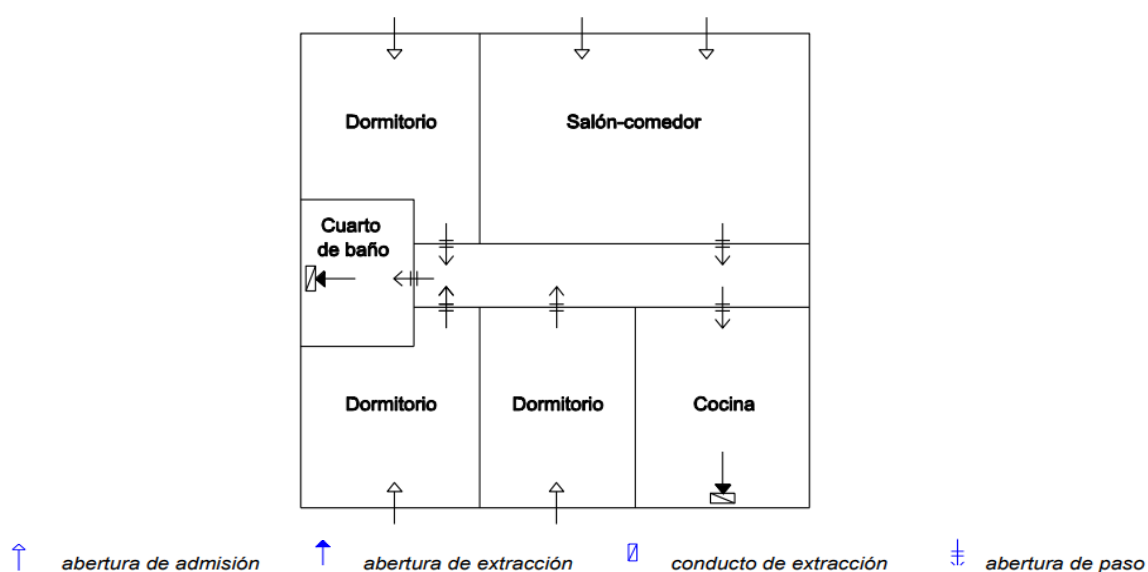 Dormitorio
Salón-comedor
Cuarto
de baño
Dormitorio
Dormitorio
Cocina
abertura de admisión
abertura de extracción
conducto de extracción
abertura de paso